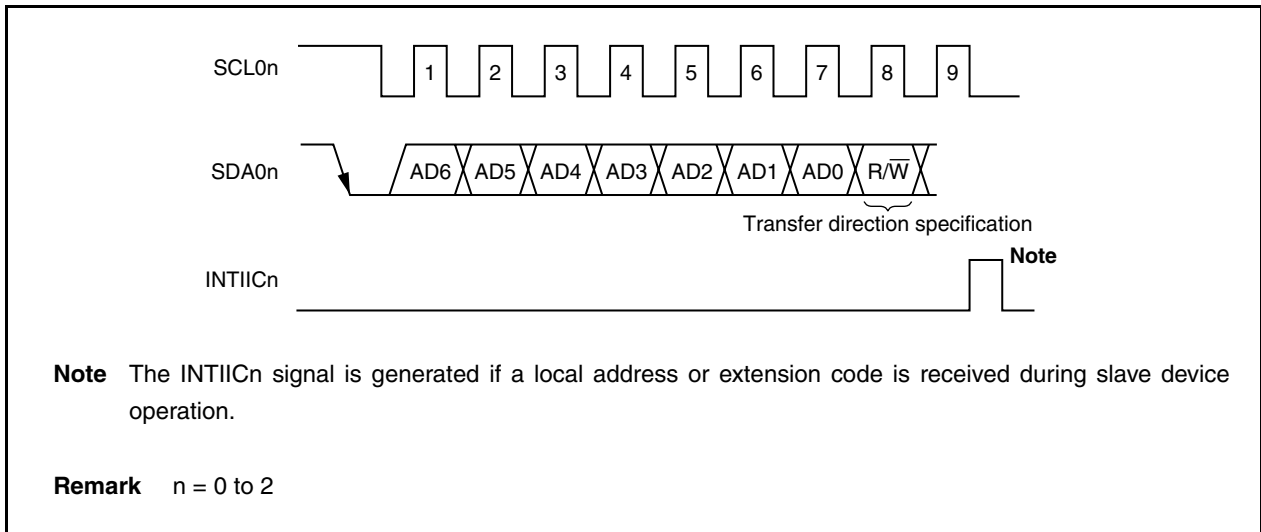 SCL0n
1 2 3 4 5 6 7 8 9
SDA0n
AD6 AD5 AD4 AD3 AD2 AD1 AD0 R/W̅
Transfer direction specification
INTIICn
Note
Note The INTIICn signal is generated if a local address or extension code is received during slave device
operation.
Remark n = 0 to 2